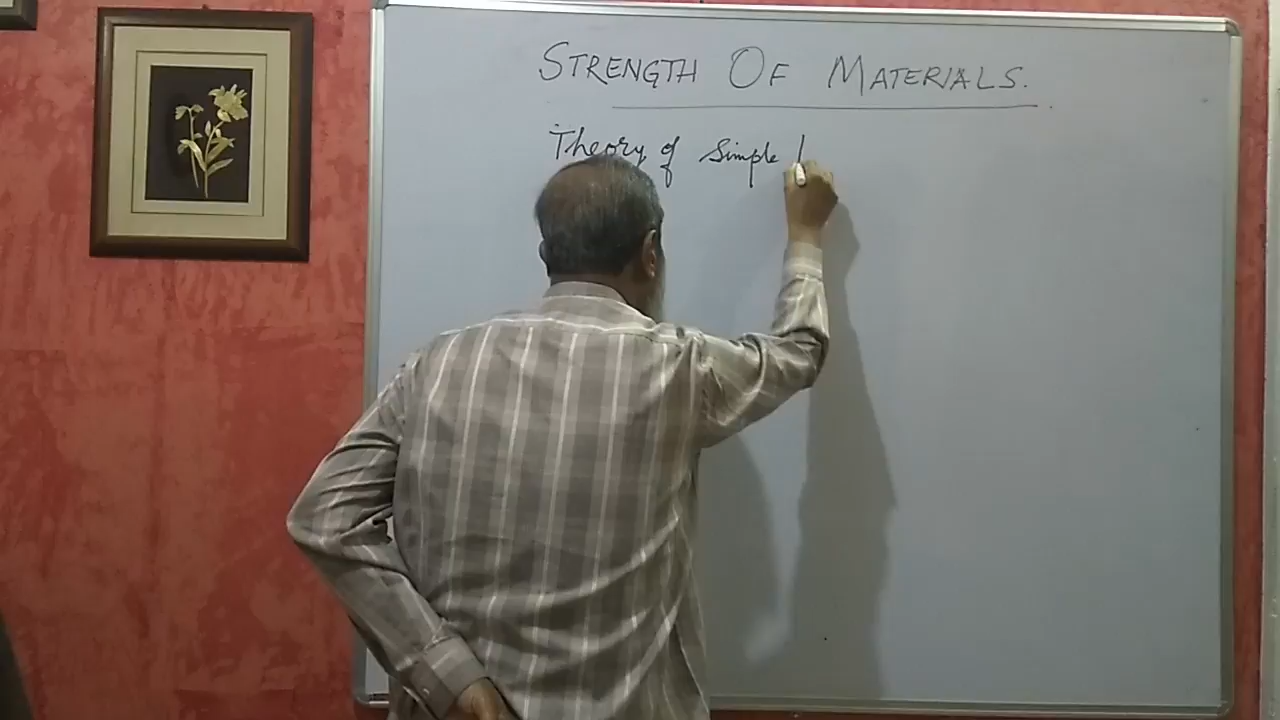 STRENGTH OF MATERIALS.
Theory of Simple